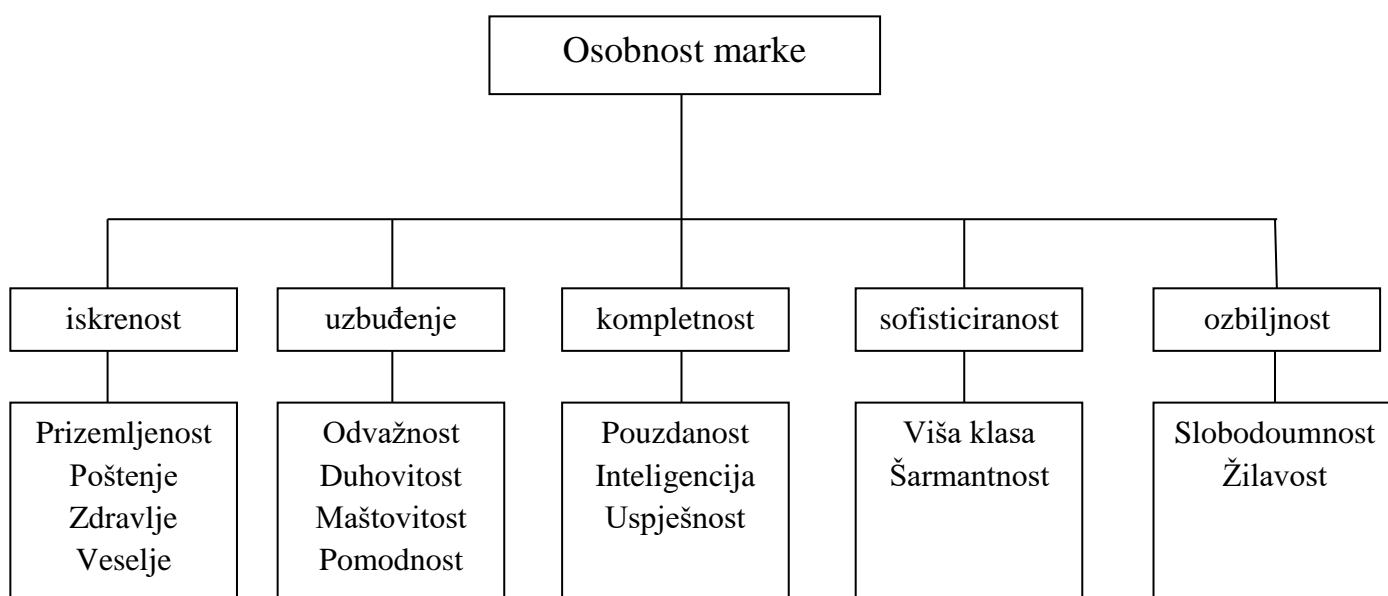 Osobnost marke
iskrenost
uzbuđenje
kompletnost
sofisticiranost
ozbiljnost
Prizemljenost
Poštenje
Zdravlje
Veselje
Odvažnost
Duhovitost
Maštovitost
Pomodnost
Pouzdanost
Inteligencija
Uspješnost
Viša klasa
Šarmantnost
Slobodoumnost
Žilavost